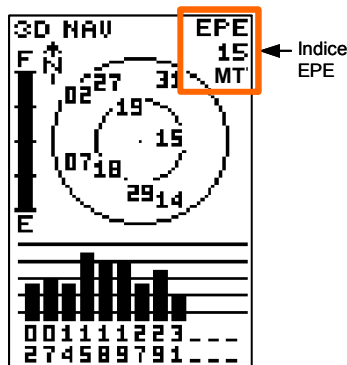 3D NAV
EPE
15
MT
Indice
EPE
F
N
27
31
02
19
15
07
18
29
14
E
0 0 1 1 1 1 2 2 3 _ _ _
2 7 4 5 8 9 7 9 1 _ _ _